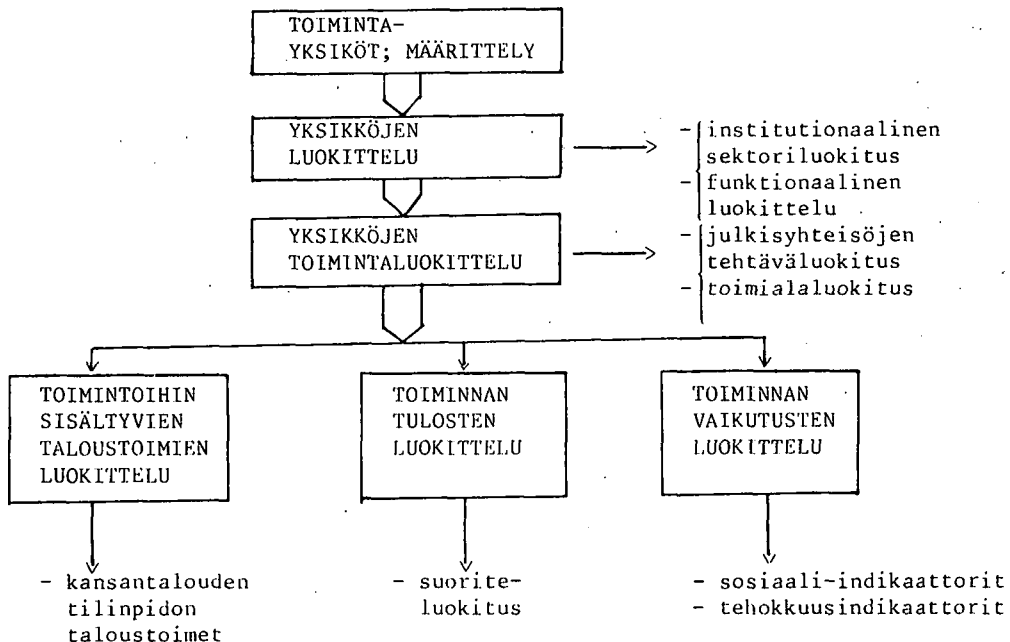 TOIMINTA-
YKSIKÖT; MÄÄRITTELY
YKSIKKÖJEN
LUOKITTELU
- institutionaalinen
sektoriluokitus
- funktionaalinen
luokittelu
YKSIKKÖJEN
TOIMINTALUOKITTELU
- julkisyhteisöjen
tehtäväluokitus
- toimialaluokitus
TOIMINTOIHIN
SISÄLTYVIEN
TALOUSTOIMIEN
LUOKITTELU
- kansantalouden
tilinpidon
taloustoimet
TOIMINNAN
TULOSTEN
LUOKITTELU
- suorite-
luokitus
TOIMINNAN
VAIKUTUSTEN
LUOKITTELU
- sosiaali-indikaattorit
- tehokkuusindikaattorit